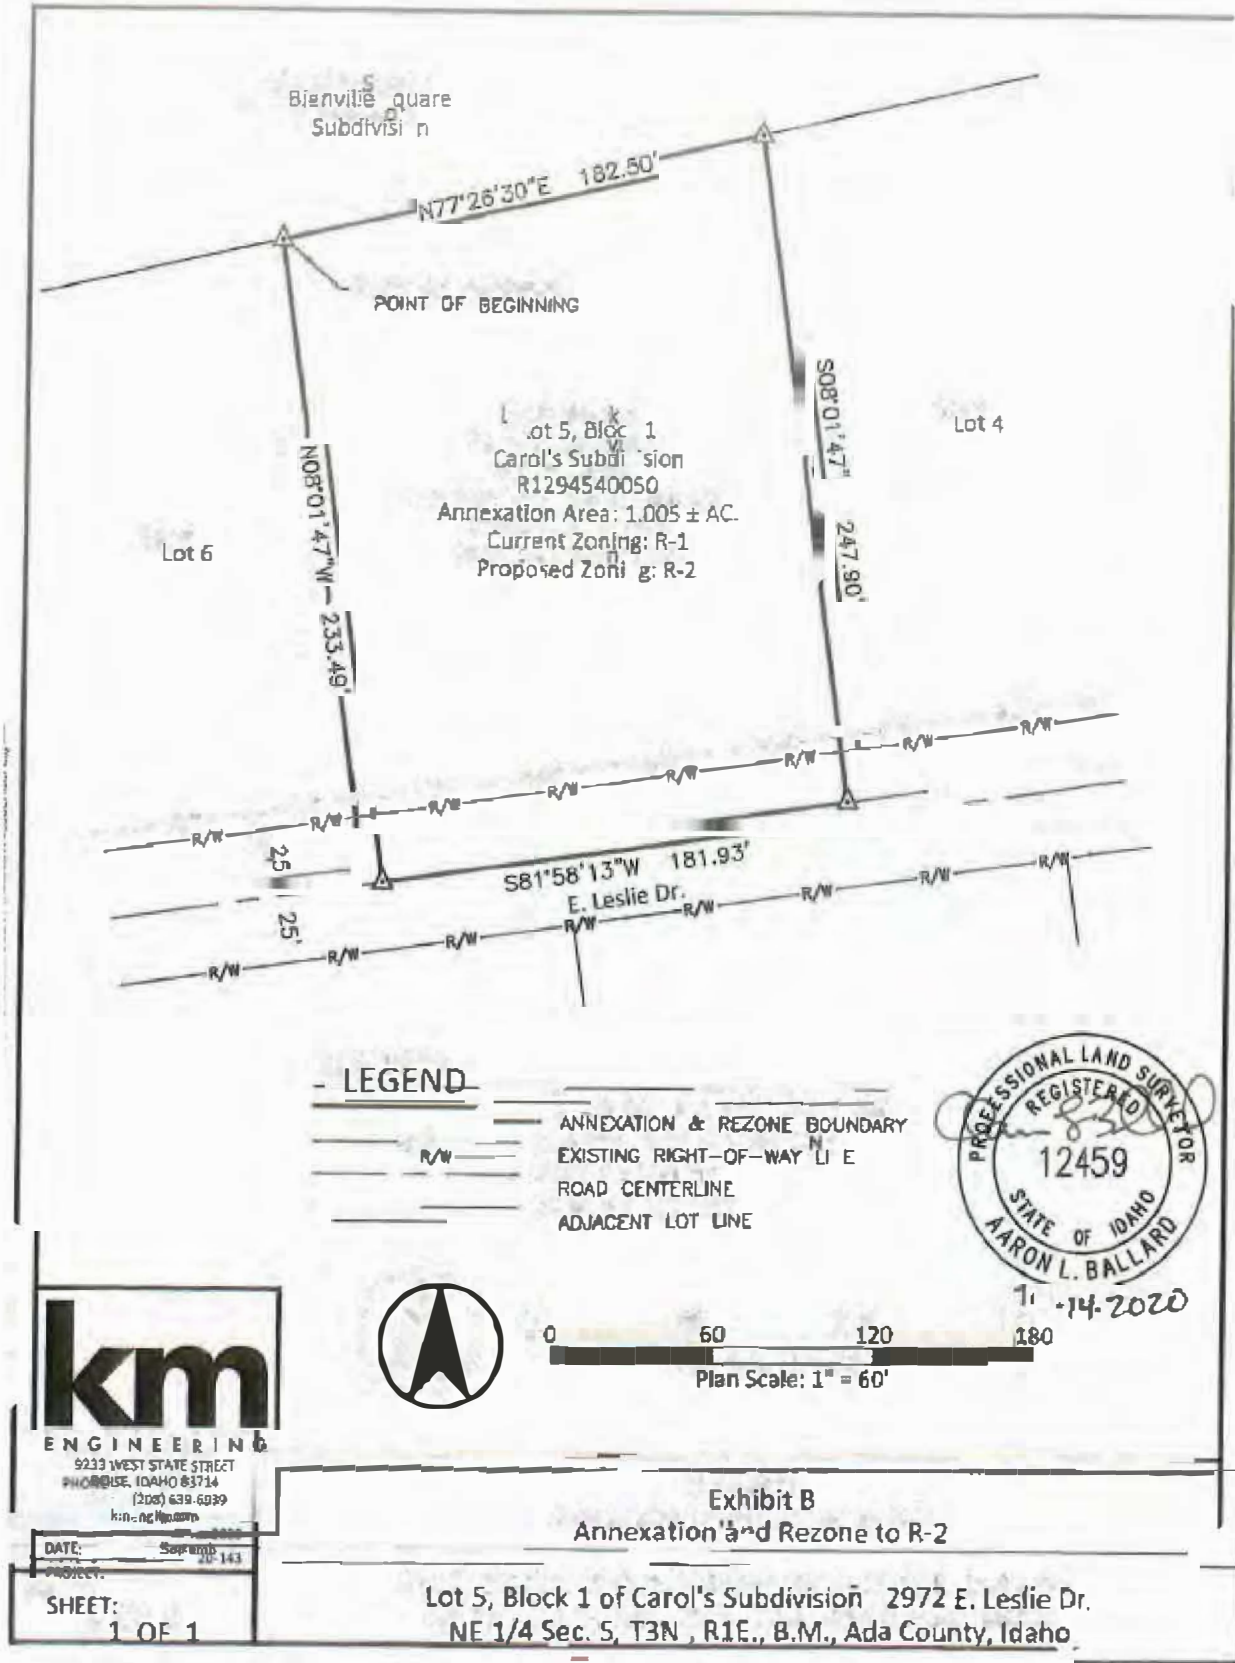 Bienville Square
Subdivision
N77°26'30"E 182.50'
POINT OF BEGINNING
S08°01'47"
247.90'
N08°01'47"W 233.49'
Lot 5, Block 1
Carol's Subdivision
R1294540050
Annexation Area: 1.005 ± AC.
Current Zoning: R-1
Proposed Zoning: R-2
Lot 4
Lot 6
R/W R/W R/W R/W R/W R/W R/W R/W
25
25'
S81°58'13"W 181.93'
E. Leslie Dr.
R/W R/W R/W R/W R/W R/W R/W R/W
LEGEND
ANNEXATION & REZONE BOUNDARY
R/W EXISTING RIGHT-OF-WAY LINE
ROAD CENTERLINE
ADJACENT LOT LINE
PROFESSIONAL LAND SURVEYOR
REGISTERED
12459
STATE OF IDAHO
AARON L. BALLARD
-14-2020
0 60 120 180
Plan Scale: 1" = 60'
km
ENGINEERING
9233 WEST STATE STREET
BOISE, IDAHO 83714
PHONE (208) 639-6939
DATE:
PROJECT: 20-143
SHEET:
1 OF 1
Exhibit B
Annexation and Rezone to R-2
Lot 5, Block 1 of Carol's Subdivision 2972 E. Leslie Dr.
NE 1/4 Sec. 5, T3N, R1E., B.M., Ada County, Idaho